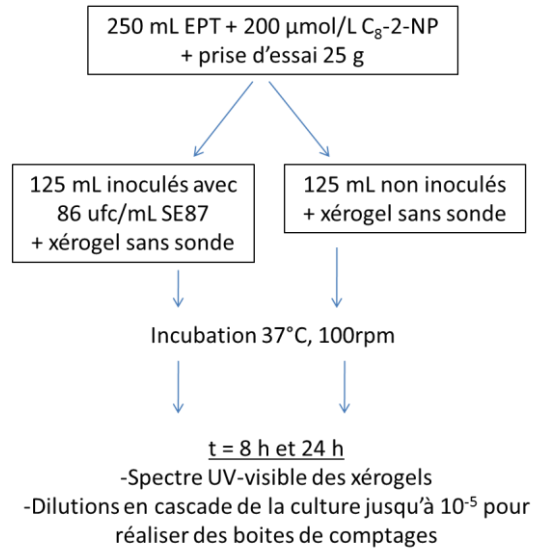 250 mL EPT + 200 µmol/L C₈-2-NP
+ prise d'essai 25 g
125 mL inoculés avec
86 ufc/mL SE87
+ xérogel sans sonde
125 mL non inoculés
+ xérogel sans sonde
Incubation 37°C, 100rpm
t = 8 h et 24 h
-Spectre UV-visible des xérogels
-Dilutions en cascade de la culture jusqu'à 10⁻⁵ pour
réaliser des boites de comptages